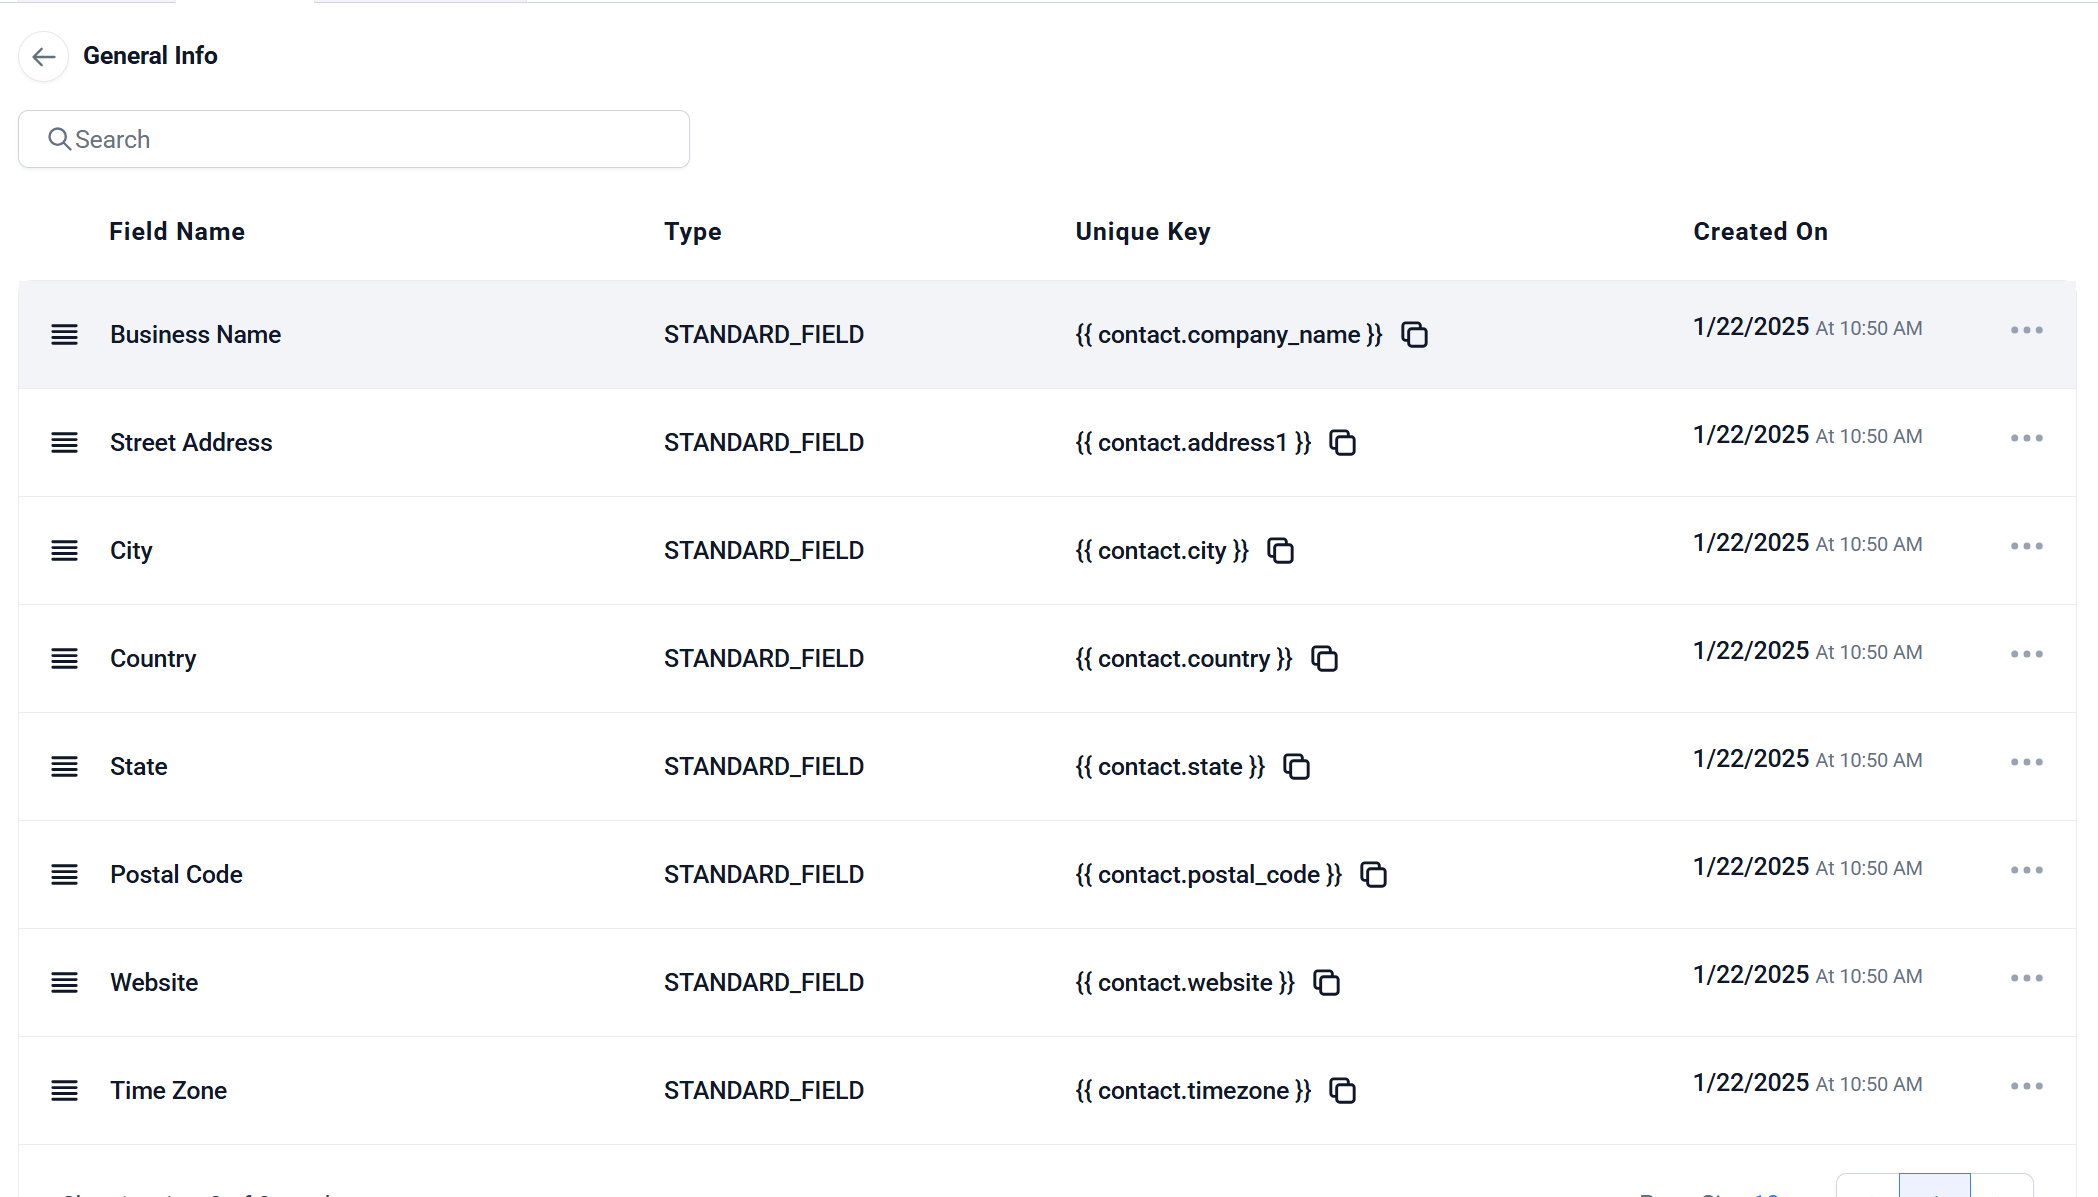 General Info
Search
Field Name Type Unique Key Created On
Business Name STANDARD_FIELD {{ contact.company_name }} 1/22/2025 At 10:50 AM
Street Address STANDARD_FIELD {{ contact.address1 }} 1/22/2025 At 10:50 AM
City STANDARD_FIELD {{ contact.city }} 1/22/2025 At 10:50 AM
Country STANDARD_FIELD {{ contact.country }} 1/22/2025 At 10:50 AM
State STANDARD_FIELD {{ contact.state }} 1/22/2025 At 10:50 AM
Postal Code STANDARD_FIELD {{ contact.postal_code }} 1/22/2025 At 10:50 AM
Website STANDARD_FIELD {{ contact.website }} 1/22/2025 At 10:50 AM
Time Zone STANDARD_FIELD {{ contact.timezone }} 1/22/2025 At 10:50 AM